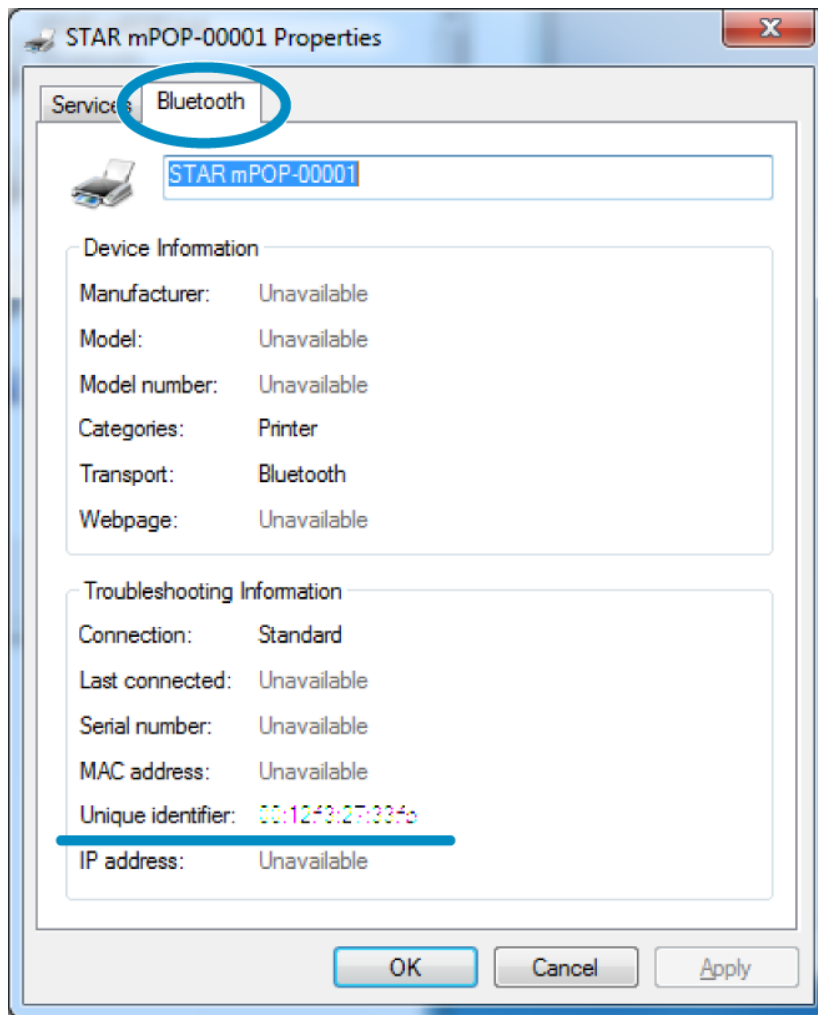 STAR mPOP-00001 Properties
Services Bluetooth
STAR mPOP-00001
Device Information
Manufacturer: Unavailable
Model: Unavailable
Model number: Unavailable
Categories: Printer
Transport: Bluetooth
Webpage: Unavailable
Troubleshooting Information
Connection: Standard
Last connected: Unavailable
Serial number: Unavailable
MAC address: Unavailable
Unique identifier:
IP address: Unavailable
OK Cancel Apply